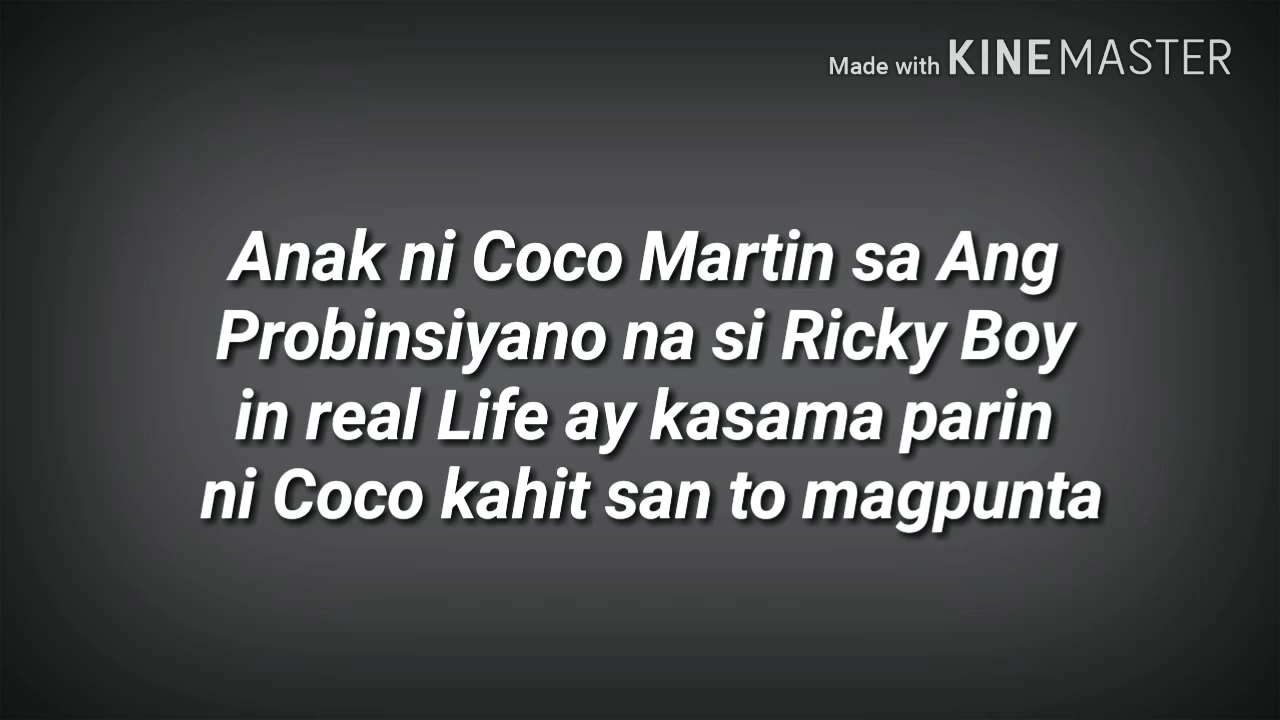 Made with KINEMASTER
Anak ni Coco Martin sa Ang
Probinsiyano na si Ricky Boy
in real Life ay kasama parin
ni Coco kahit san to magpunta